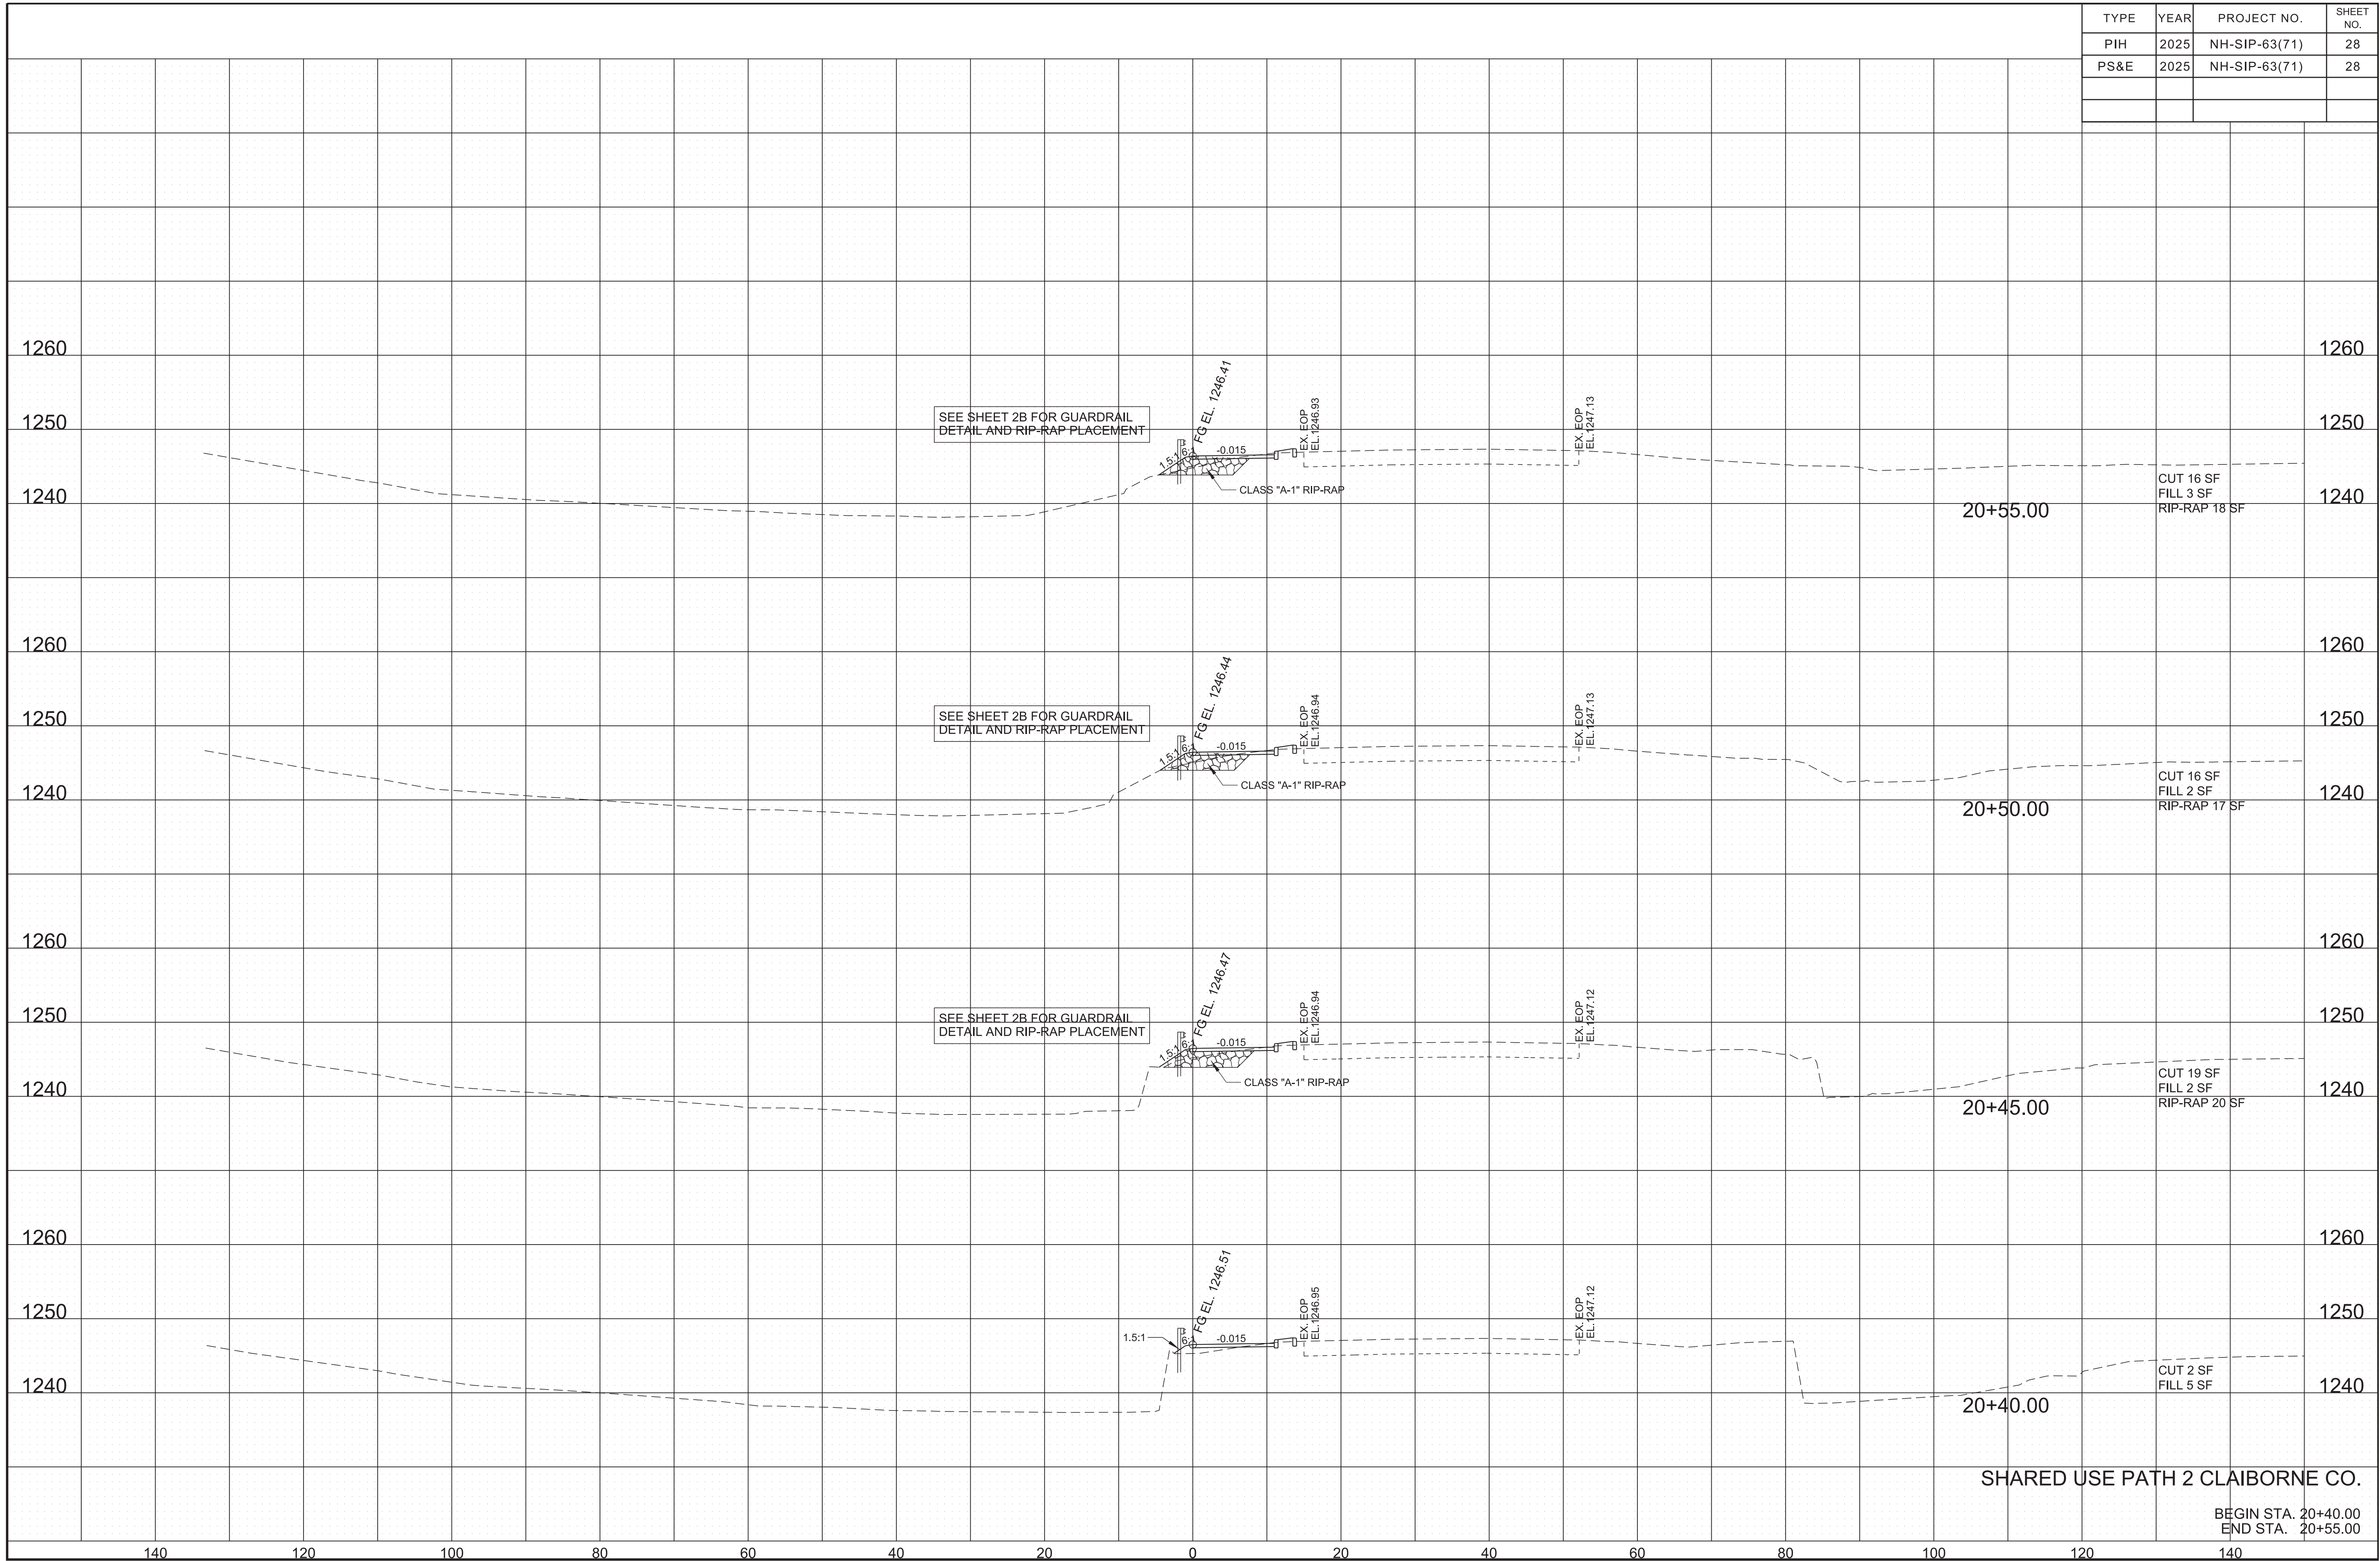 TYPE YEAR PROJECT NO. SHEET NO.
PIH 2025 NH-SIP-63(71) 28
PS&E 2025 NH-SIP-63(71) 28
1260 1260
FG EL. 1246.41
SEE SHEET 2B FOR GUARDRAIL
DETAIL AND RIP-RAP PLACEMENT
EX. EOP
EL.1246.93
EX. EOP
EL.1247.13
1250 1250
1.5:1 6:1 -0.015
CLASS "A-1" RIP-RAP
CUT 16 SF
FILL 3 SF
RIP-RAP 18 SF
1240 1240
20+55.00
1260 1260
FG EL. 1246.44
SEE SHEET 2B FOR GUARDRAIL
DETAIL AND RIP-RAP PLACEMENT
EX. EOP
EL.1246.94
EX. EOP
EL.1247.13
1250 1250
1.5:1 6:1 -0.015
CLASS "A-1" RIP-RAP
CUT 16 SF
FILL 2 SF
RIP-RAP 17 SF
1240 1240
20+50.00
1260 1260
FG EL. 1246.47
SEE SHEET 2B FOR GUARDRAIL
DETAIL AND RIP-RAP PLACEMENT
EX. EOP
EL.1246.94
EX. EOP
EL.1247.12
1250 1250
1.5:1 6:1 -0.015
CLASS "A-1" RIP-RAP
CUT 19 SF
FILL 2 SF
RIP-RAP 20 SF
1240 1240
20+45.00
1260 1260
FG EL. 1246.51
EX. EOP
EL.1246.95
EX. EOP
EL.1247.12
1250 1250
1.5:1 6:1 -0.015
CUT 2 SF
FILL 5 SF
1240 1240
20+40.00
SHARED USE PATH 2 CLAIBORNE CO.
BEGIN STA. 20+40.00
END STA. 20+55.00
140 120 100 80 60 40 20 0 20 40 60 80 100 120 140